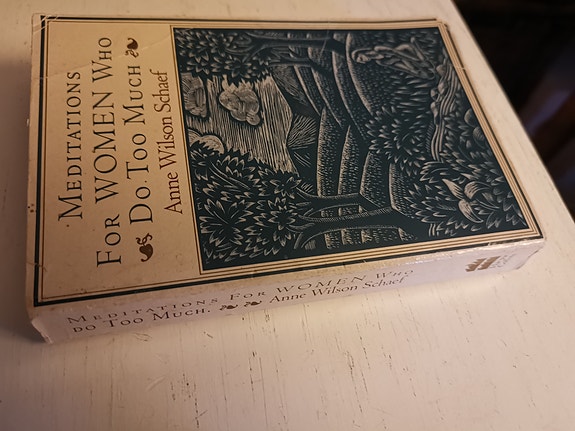 MEDITATIONS
FOR WOMEN WHO
DO TOO MUCH
Anne Wilson Schaef
MEDITATIONS FOR WOMEN WHO
DO TOO MUCH. Anne Wilson Schaef